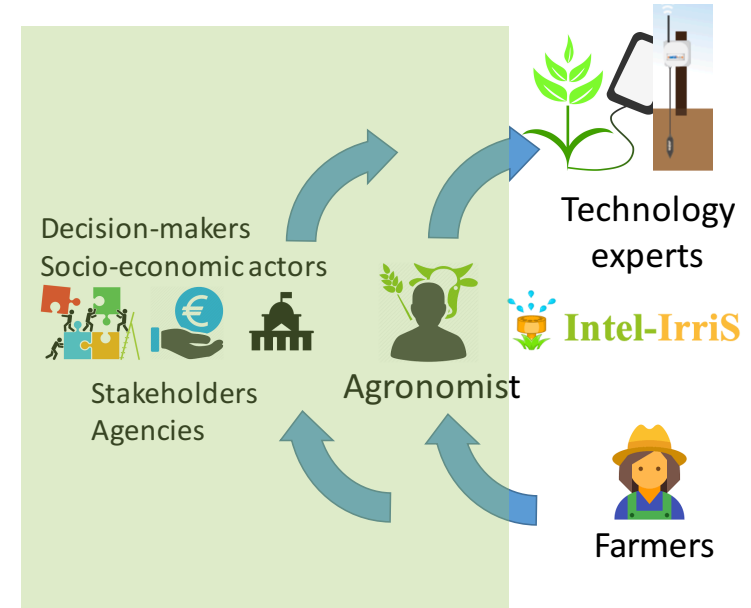 Decision-makers
Socio-economic actors
Stakeholders
Agencies
Agronomist
Technology
experts
Intel-IrriS
Farmers